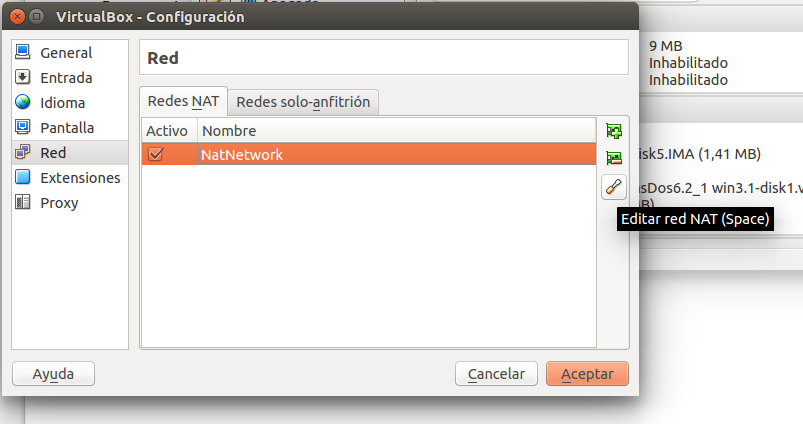 VirtualBox - Configuración
General
Entrada
Idioma
Pantalla
Red
Extensiones
Proxy
Red
Redes NAT
Redes solo-anfitrión
Activo Nombre
NatNetwork
Editar red NAT (Space)
Ayuda
Cancelar
Aceptar
9 MB
Inhabilitado
Inhabilitado
isk5.IMA (1,41 MB)
sDos6.2_1 win3.1-disk1.v